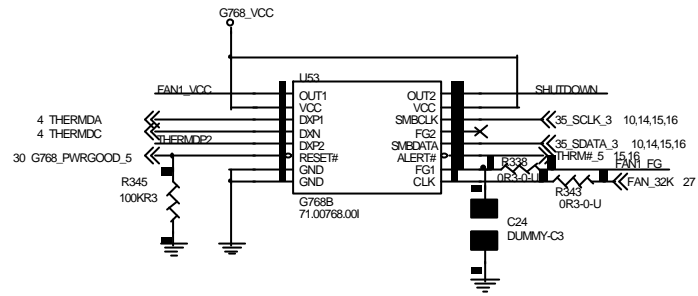 G768_VCC
U53
FAN1_VCC
OUT1
OUT2
SHUTDOWN
VCC
VCC
4 THERMDA
DXP1
SMBCLK
35_SCLK_3 10,14,15,16
4 THERMDC
DXN
FG2
THERMDP2
DXP2
SMBDATA
35_SDATA_3 10,14,15,16
30 G768_PWRGOOD_5
RESET#
ALERT#
THRM#_5 15,16
GND
FG1
R338
FAN1_FG
GND
CLK
0R3-0-U
FAN_32K 27
R345
100KR3
R343
0R3-0-U
G768B
71.00768.00I
C24
DUMMY-C3